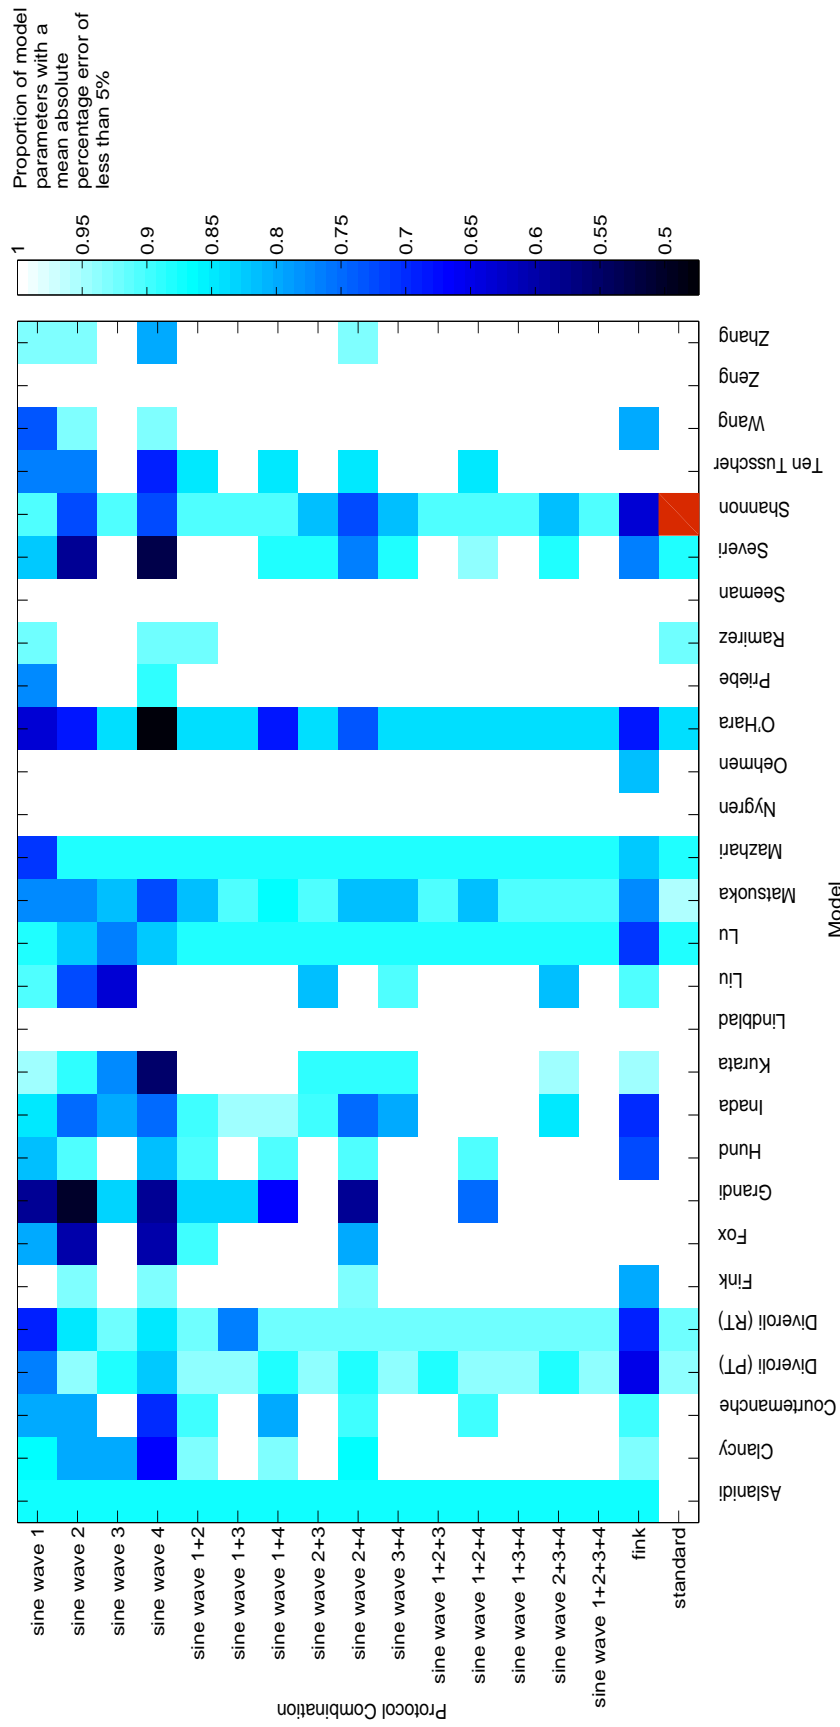 Proportion of model
parameters with a
mean absolute
percentage error of
less than 5%
1
0.95
0.9
0.85
0.8
0.75
0.7
0.65
0.6
0.55
0.5
Zhang
Zeng
Wang
Ten Tusscher
Shannon
Severi
Seeman
Ramirez
Priebe
O'Hara
Oehmen
Nygren
Mazhari
Matsuoka
Lu
Liu
Lindblad
Kurata
Inada
Hund
Grandi
Fox
Fink
Diveroli (RT)
Diveroli (PT)
Courtemanche
Clancy
Aslanidi
Model
sine wave 1
sine wave 2
sine wave 3
sine wave 4
sine wave 1+2
sine wave 1+3
sine wave 1+4
sine wave 2+3
sine wave 2+4
sine wave 3+4
sine wave 1+2+3
sine wave 1+2+4
sine wave 1+3+4
sine wave 2+3+4
sine wave 1+2+3+4
fink
standard
Protocol Combination